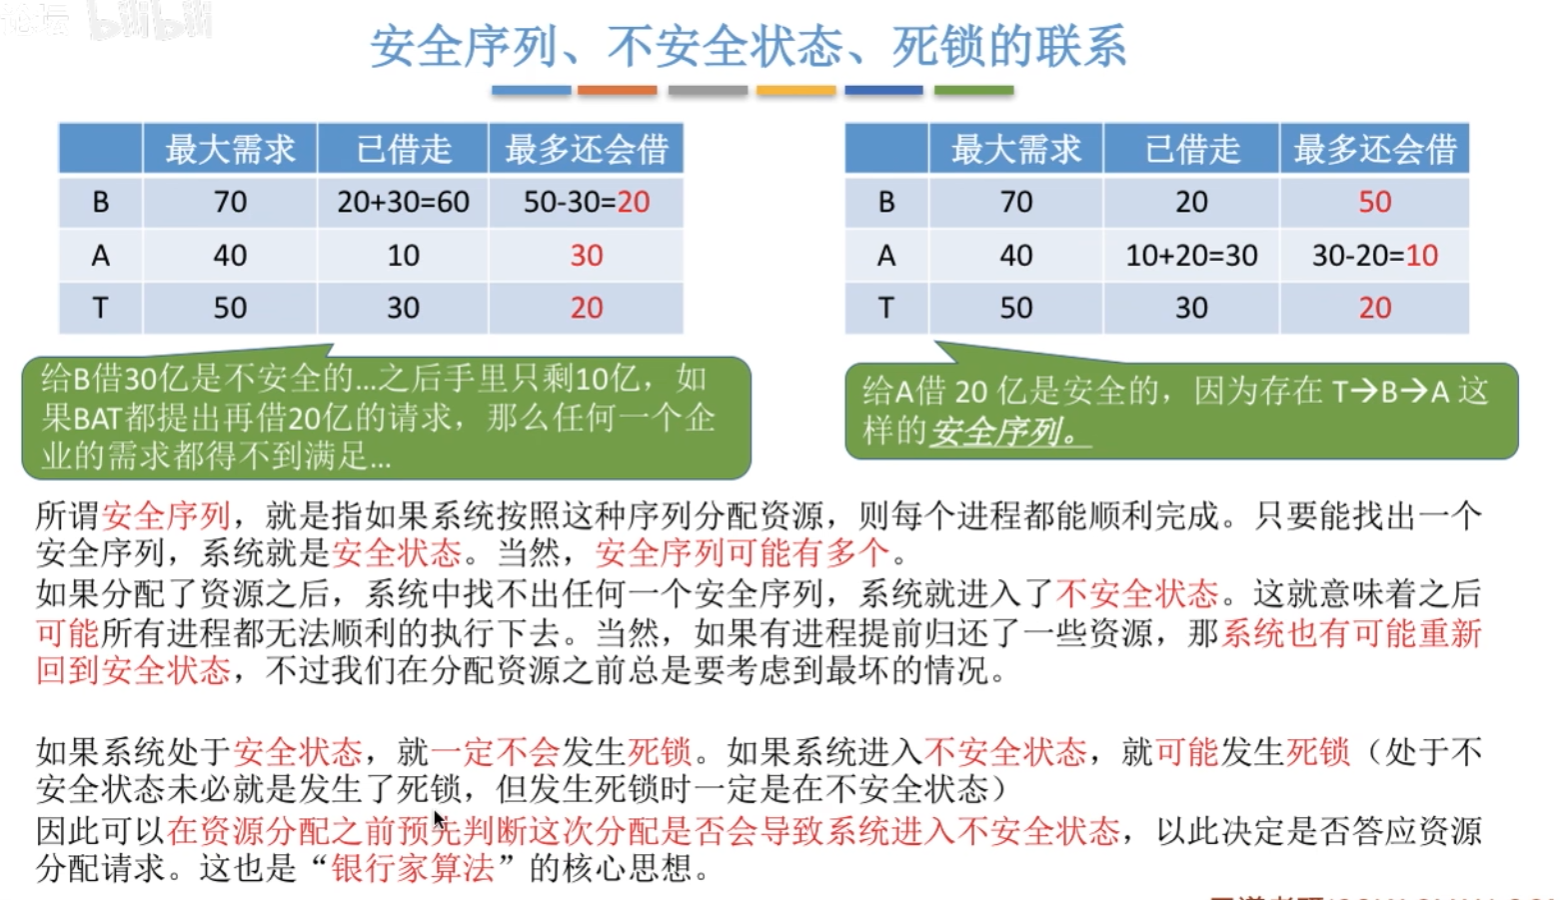 bilibili
安全序列、不安全状态、死锁的联系
最大需求 已借走 最多还会借
B 70 20+30=60 50-30=20
A 40 10 30
T 50 30 20
最大需求 已借走 最多还会借
B 70 20 50
A 40 10+20=30 30-20=10
T 50 30 20
给B借30亿是不安全的...之后手里只剩10亿，如
果BAT都提出再借20亿的请求，那么任何一个企
业的需求都得不到满足...
给A借 20 亿是安全的，因为存在 T→B→A 这
样的安全序列。
所谓安全序列，就是指如果系统按照这种序列分配资源，则每个进程都能顺利完成。只要能找出一个
安全序列，系统就是安全状态。当然，安全序列可能有多个。
如果分配了资源之后，系统中找不出任何一个安全序列，系统就进入了不安全状态。这就意味着之后
可能所有进程都无法顺利的执行下去。当然，如果有进程提前归还了一些资源，那系统也有可能重新
回到安全状态，不过我们在分配资源之前总是要考虑到最坏的情况。
如果系统处于安全状态，就一定不会发生死锁。如果系统进入不安全状态，就可能发生死锁（处于不
安全状态未必就是发生了死锁，但发生死锁时一定是在不安全状态）
因此可以在资源分配之前预先判断这次分配是否会导致系统进入不安全状态，以此决定是否答应资源
分配请求。这也是“银行家算法”的核心思想。